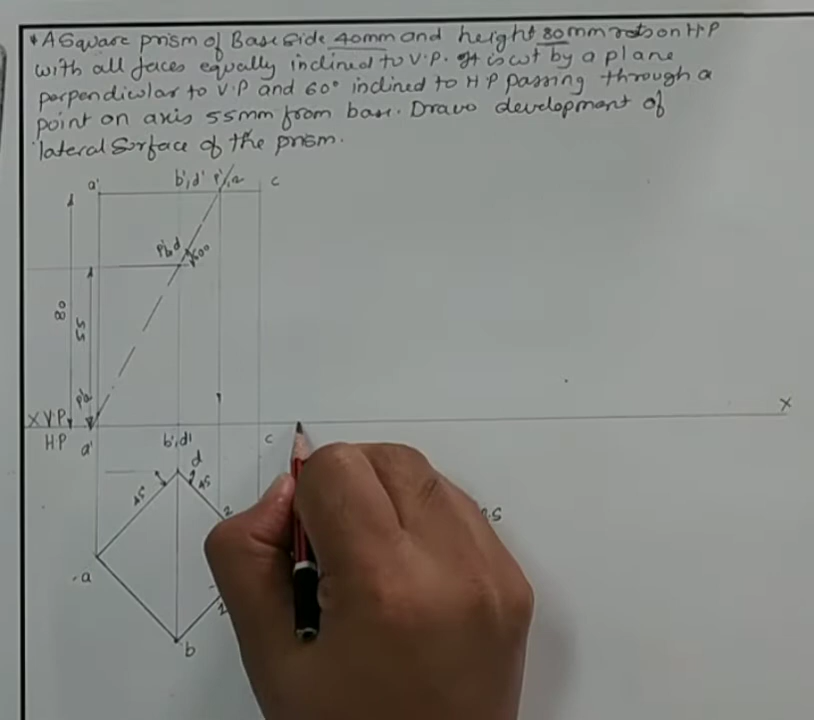 * A Square prism of Base side 40mm and height 80mm rests on H P
with all faces equally inclined to V.P. It is cut by a plane
perpendicular to V.P and 60° inclined to H P passing through a
point on axis 55mm from base. Draw development of
lateral Surface of the prism.
a' b',d' c
60°
80
55
X V.P
X
H P a' b',d' c
d
45 45
2
a
1
b